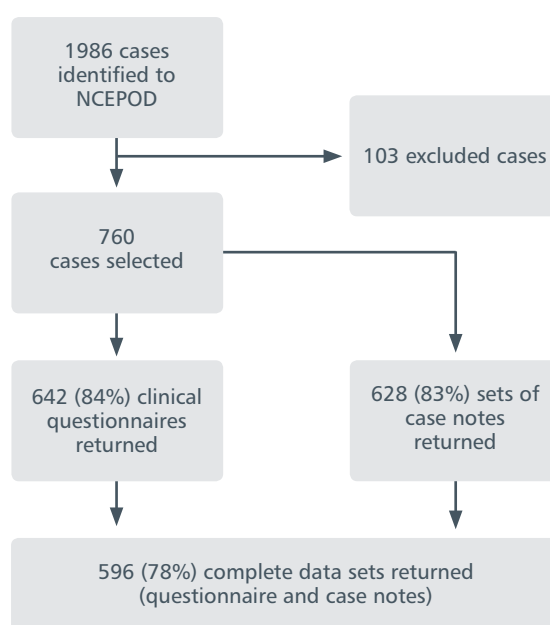 1986 cases
identified to
NCEPOD
103 excluded cases
760
cases selected
642 (84%) clinical
questionnaires
returned
628 (83%) sets of
case notes
returned
596 (78%) complete data sets returned
(questionnaire and case notes)